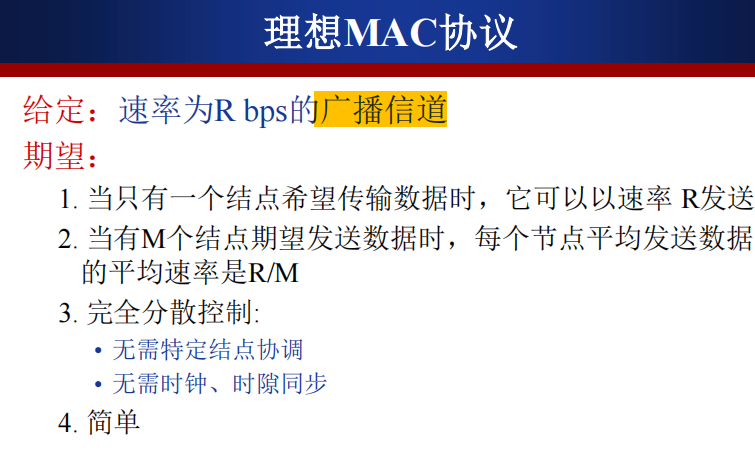 理想MAC协议
给定：速率为R bps的广播信道
期望：
1. 当只有一个结点希望传输数据时，它可以以速率 R发送
2. 当有M个结点期望发送数据时，每个节点平均发送数据
的平均速率是R/M
3. 完全分散控制:
• 无需特定结点协调
• 无需时钟、时隙同步
4. 简单